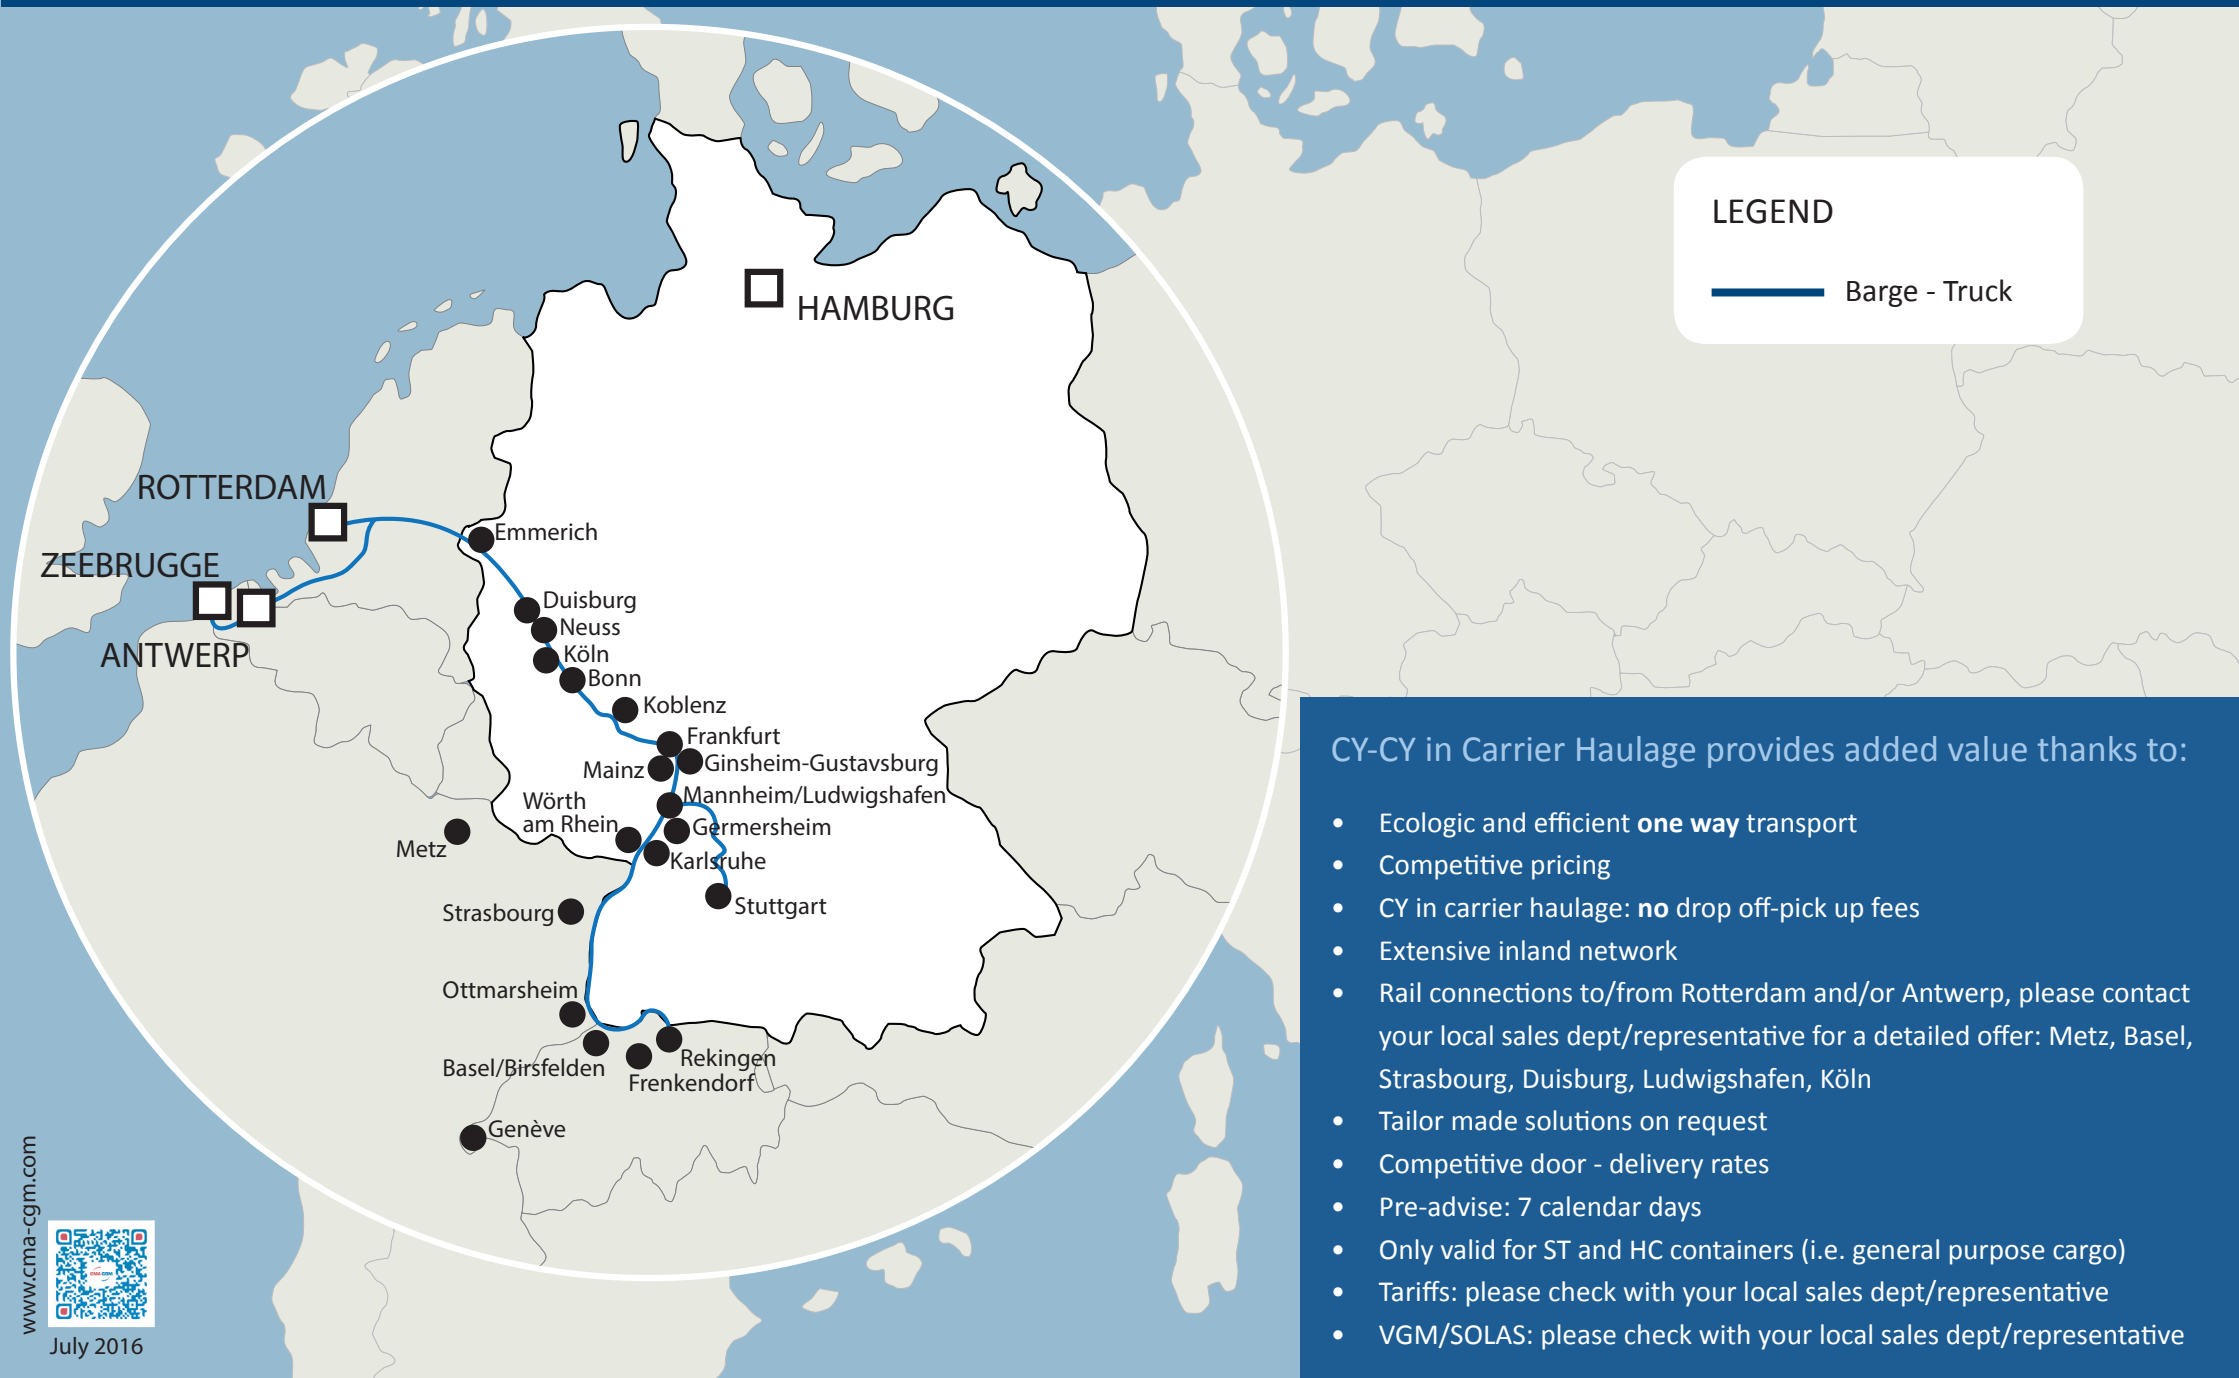 LEGEND
Barge - Truck
HAMBURG
ROTTERDAM
ZEEBRUGGE
ANTWERP
Emmerich
Duisburg
Neuss
Köln
Bonn
Koblenz
Frankfurt
Ginsheim-Gustavsburg
Mainz
Mannheim/Ludwigshafen
Wörth
am Rhein
Germersheim
Karlsruhe
Metz
Stuttgart
Strasbourg
Ottmarsheim
Basel/Birsfelden
Rekingen
Frenkendorf
Genève
CY-CY in Carrier Haulage provides added value thanks to:
• Ecologic and efficient one way transport
• Competitive pricing
• CY in carrier haulage: no drop off-pick up fees
• Extensive inland network
• Rail connections to/from Rotterdam and/or Antwerp, please contact
your local sales dept/representative for a detailed offer: Metz, Basel,
Strasbourg, Duisburg, Ludwigshafen, Köln
• Tailor made solutions on request
• Competitive door - delivery rates
• Pre-advise: 7 calendar days
• Only valid for ST and HC containers (i.e. general purpose cargo)
• Tariffs: please check with your local sales dept/representative
• VGM/SOLAS: please check with your local sales dept/representative
www.cma-cgm.com
CMA CGM
July 2016